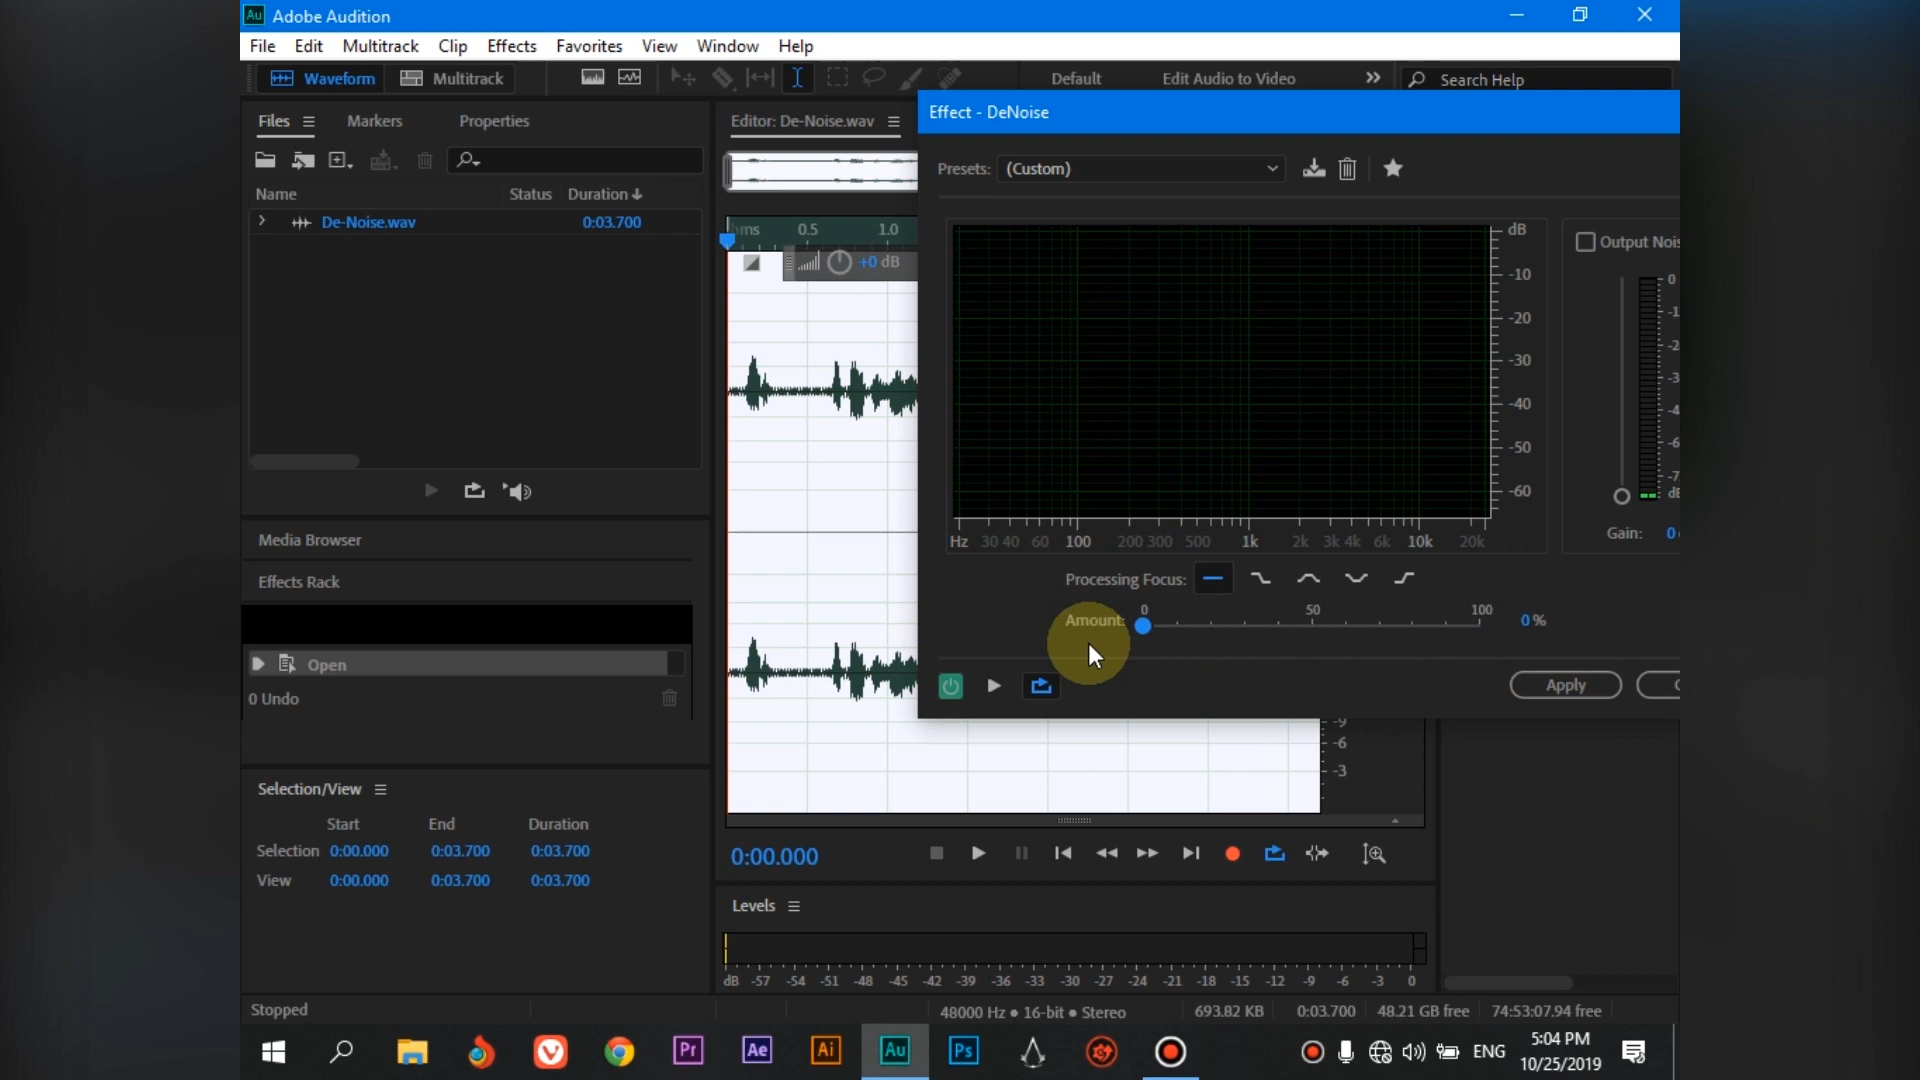 Au Adobe Audition
File Edit Multitrack Clip Effects Favorites View Window Help
Waveform Multitrack Default Edit Audio to Video Search Help
Files Markers Properties
Name Status Duration
De-Noise.wav 0:03.700
Media Browser
Effects Rack
Open
0 Undo
Selection/View
Start End Duration
Selection 0:00.000 0:03.700 0:03.700
View 0:00.000 0:03.700 0:03.700
Editor: De-Noise.wav
0.5 1.0
+0 dB
Effect - DeNoise
Presets: (Custom)
dB
-10
-20
-30
-40
-50
-60
Hz 30 40 60 100 200 300 500 1k 2k 3k 4k 6k 10k 20k
Output
0
Gain: 0
Processing Focus:
0 50 100
Amount: 0 %
Apply
-9
-6
-3
0:00.000
Levels
dB -57 -54 -51 -48 -45 -42 -39 -36 -33 -30 -27 -24 -21 -18 -15 -12 -9 -6 -3 0
Stopped
48000 Hz ● 16-bit ● Stereo 693.82 KB 0:03.700 48.21 GB free 74:53:07.94 free
Pr Ae Ai Au Ps
ENG
5:04 PM
10/25/2019